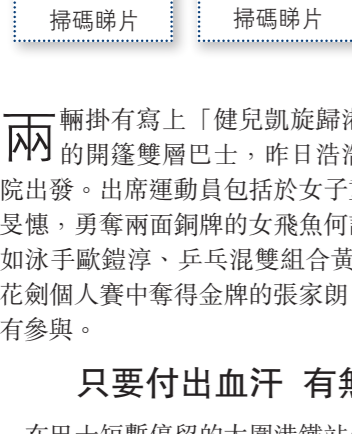 掃碼睇片 掃碼睇片
兩輛掛有寫上「健兒凱旋歸
的開篷雙層巴士，昨日浩
院出發。出席運動員包括於女子
旻憓，勇奪兩面銅牌的女飛魚何
如泳手歐鎧淳、乒乓混雙組合黃
花劍個人賽中奪得金牌的張家朗
有參與。
只要付出血汗 有